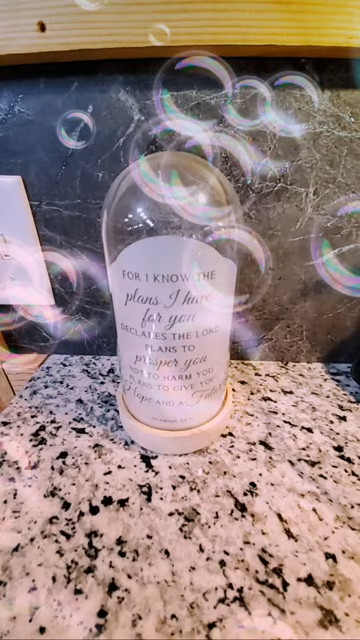 FOR I KNOW THE
plans I have
for you
DECLARES THE LORD
PLANS TO
prosper you
NOT TO HARM YOU
PLANS TO GIVE YOU
Hope AND A Future